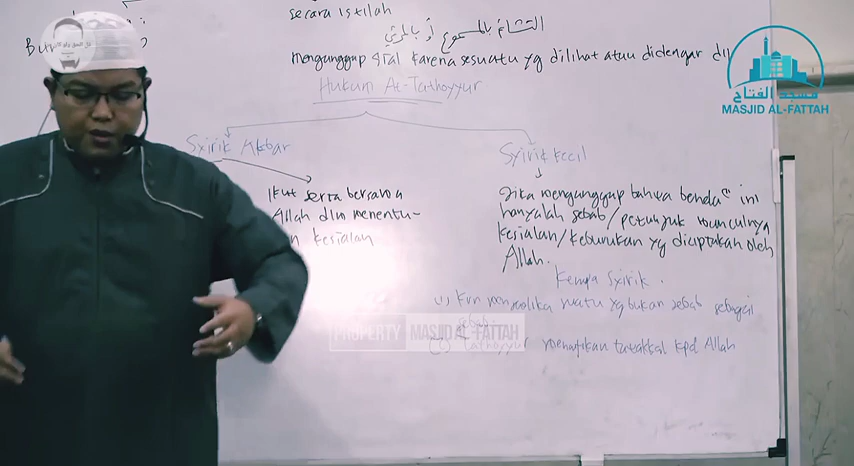 secara istilah
Bur
التشاؤم بالمسموع أو بالمرئي
menganggap sial karena sesuatu yg dilihat atau didengar dll
Hukum At-Tathoyyur
Syirik Akbar
Syirik kecil
Ikut serta bersama
Allah dlm menentu-
n kesialan
Jika menganggap bahwa benda" ini
hanyalah sebab/petunjuk munculnya
kesialan/keburukan yg diciptakan oleh
Allah.
Kenapa Syirik.
(1) Krn menjadikan suatu yg bukan sebab sebagai
sebab.
(2) Tathoyyur menafikan tawakkal kpd Allah
مسجد الفتاح
MASJID AL-FATTAH
PROPERTY MASJID AL-FATTAH